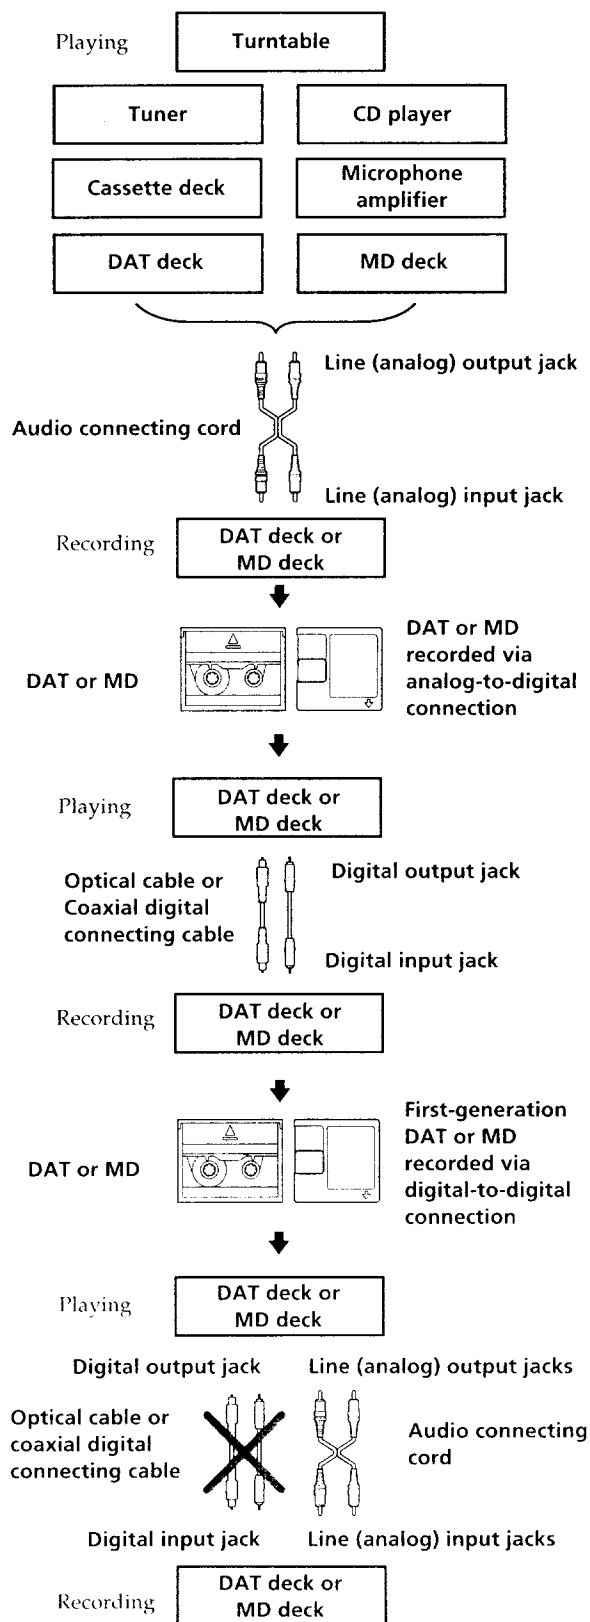 Playing
Turntable
Tuner
CD player
Cassette deck
Microphone
amplifier
DAT deck
MD deck
Line (analog) output jack
Audio connecting cord
Line (analog) input jack
Recording
DAT deck or
MD deck
DAT or MD
DAT or MD
recorded via
analog-to-digital
connection
Playing
DAT deck or
MD deck
Optical cable or
Coaxial digital
connecting cable
Digital output jack
Digital input jack
Recording
DAT deck or
MD deck
DAT or MD
First-generation
DAT or MD
recorded via
digital-to-digital
connection
Playing
DAT deck or
MD deck
Digital output jack
Line (analog) output jacks
Optical cable or
coaxial digital
connecting cable
Audio connecting
cord
Digital input jack
Line (analog) input jacks
Recording
DAT deck or
MD deck